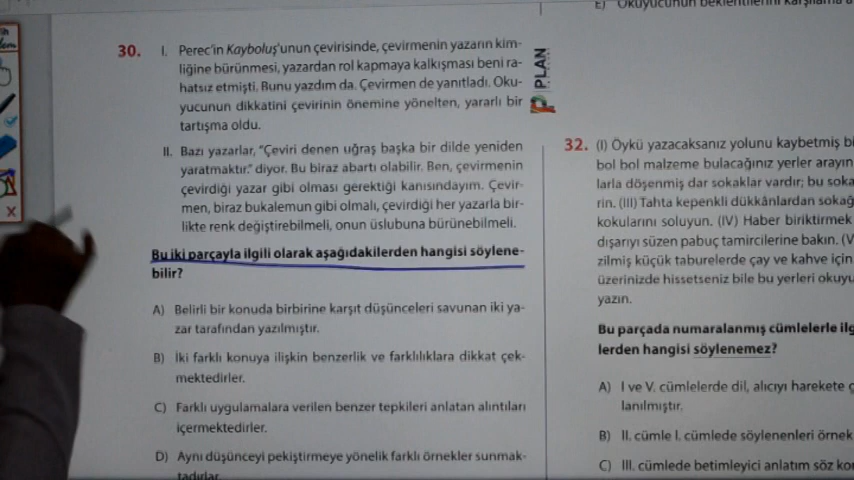 E) Okuyucunun beklentilerini karşılama
30. I. Perec'in Kayboluş'unun çevirisinde, çevirmenin yazarın kim-
liğine bürünmesi, yazardan rol kapmaya kalkışması beni ra-
hatsız etmişti. Bunu yazdım da. Çevirmen de yanıtladı. Oku-
yucunun dikkatini çevirinin önemine yönelten, yararlı bir
tartışma oldu.
II. Bazı yazarlar, "Çeviri denen uğraş başka bir dilde yeniden
yaratmaktır." diyor. Bu biraz abartı olabilir. Ben, çevirmenin
çevirdiği yazar gibi olması gerektiği kanısındayım. Çevir-
men, biraz bukalemun gibi olmalı, çevirdiği her yazarla bir-
likte renk değiştirebilmeli, onun üslubuna bürünebilmeli.
Bu iki parçayla ilgili olarak aşağıdakilerden hangisi söylene-
bilir?
A) Belirli bir konuda birbirine karşıt düşünceleri savunan iki ya-
zar tarafından yazılmıştır.
B) İki farklı konuya ilişkin benzerlik ve farklılıklara dikkat çek-
mektedirler.
C) Farklı uygulamalara verilen benzer tepkileri anlatan alıntıları
içermektedirler.
D) Aynı düşünceyi pekiştirmeye yönelik farklı örnekler sunmak-
tadırlar.
PLAN
32. (I) Öykü yazacaksanız yolunu kaybetmiş bi
bol bol malzeme bulacağınız yerler arayın
larla döşenmiş dar sokaklar vardır; bu soka
rin. (III) Tahta kepenkli dükkânlardan sokağ
kokularını soluyun. (IV) Haber biriktirmek
dışarıyı süzen pabuç tamircilerine bakın. (V
zilmiş küçük taburelerde çay ve kahve için
üzerinizde hissetseniz bile bu yerleri okuyu
yazın.
Bu parçada numaralanmış cümlelerle ilg
lerden hangisi söylenemez?
A) I ve V. cümlelerde dil, alıcıyı harekete g
lanılmıştır.
B) II. cümle I. cümlede söylenenleri örnek
C) III. cümlede betimleyici anlatım söz ko